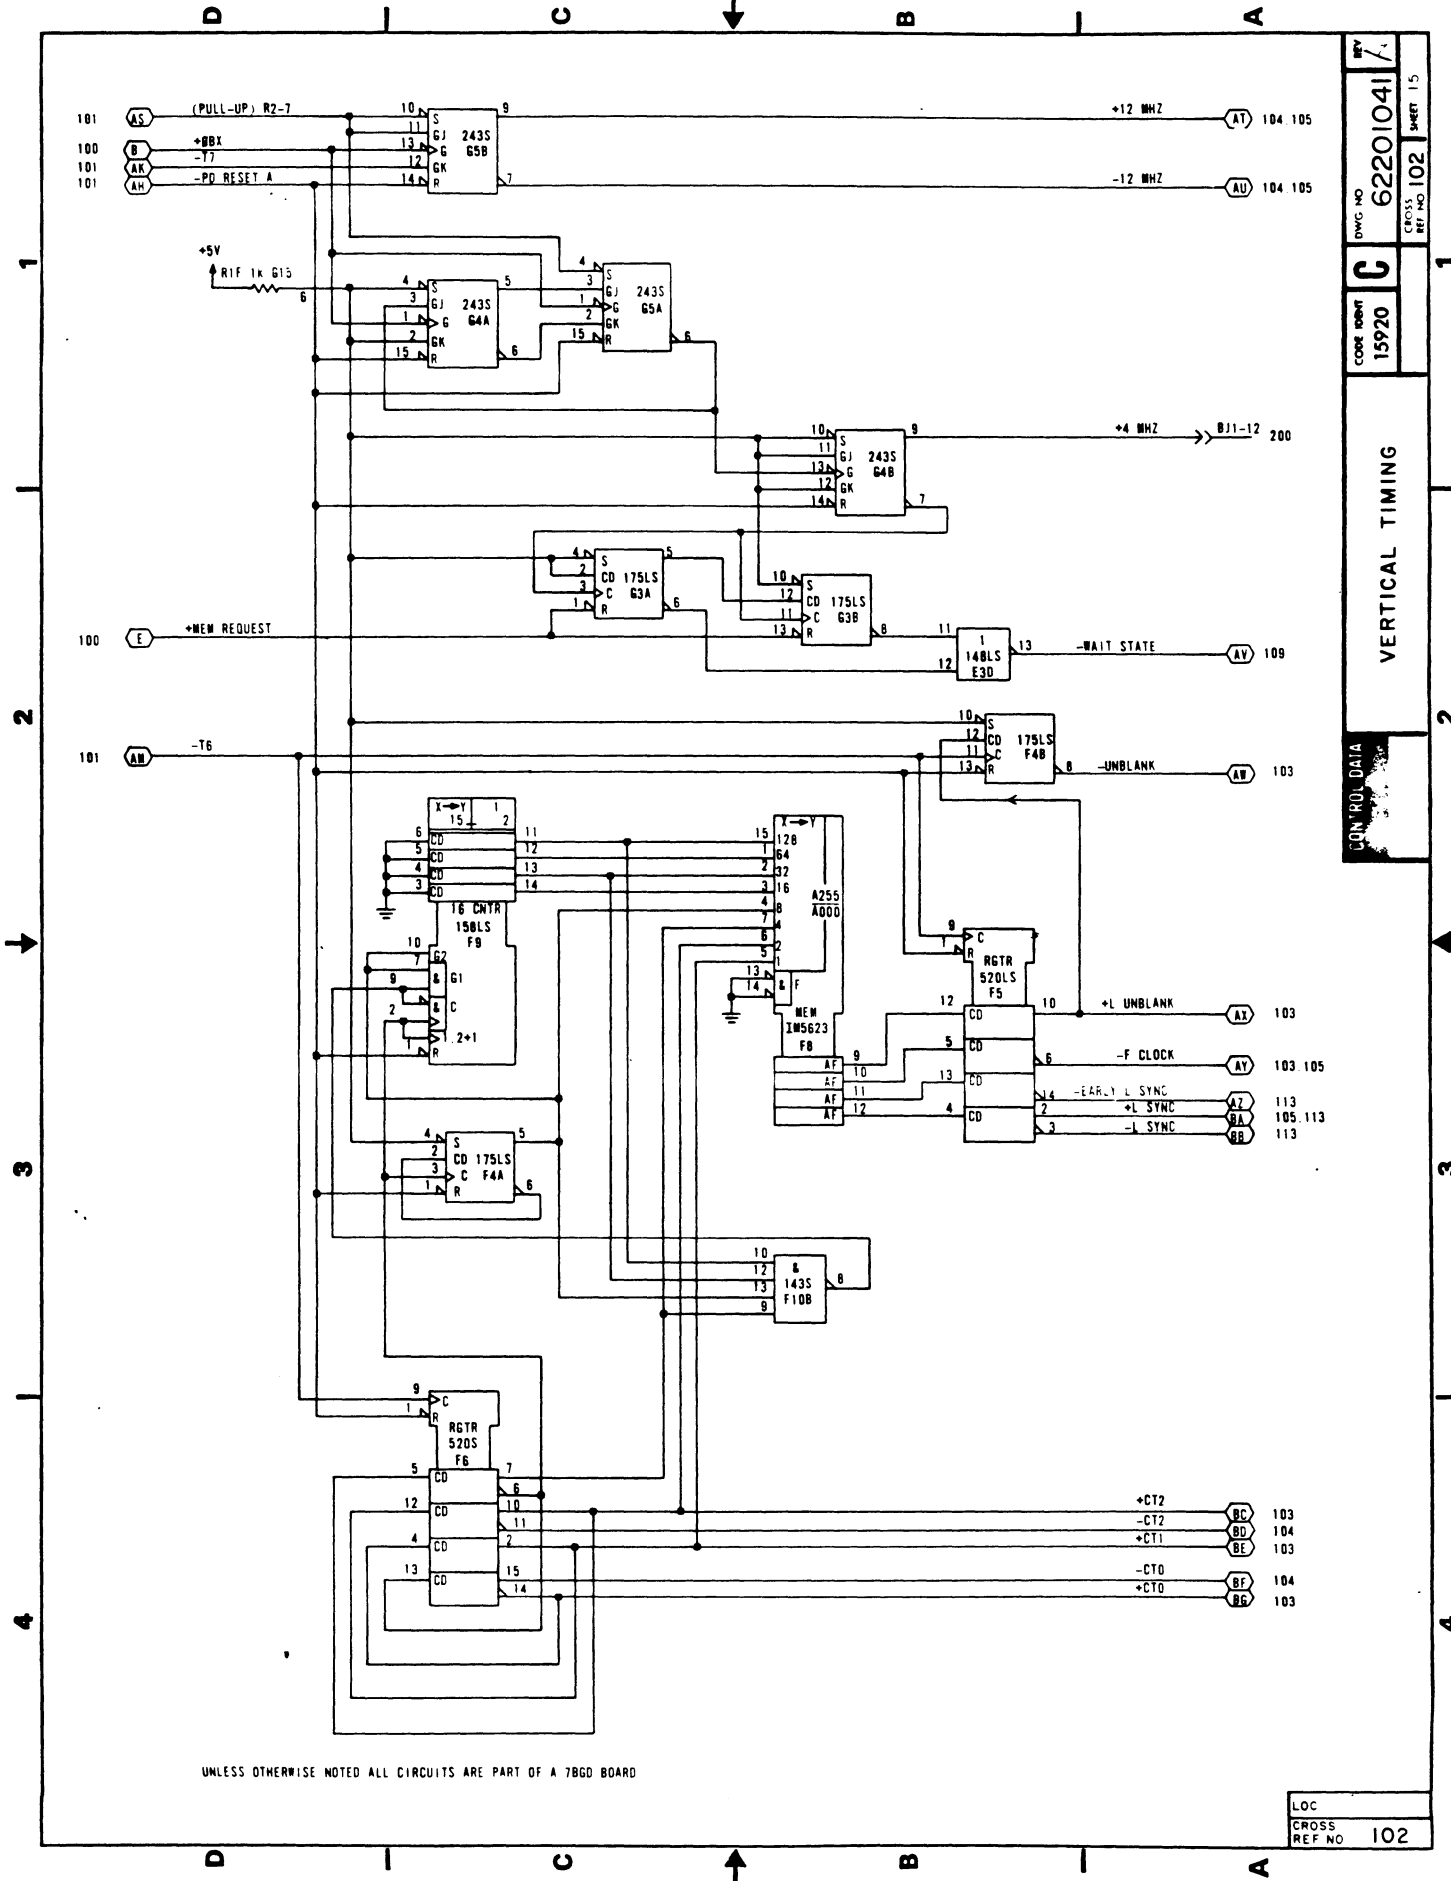 D C B A
(PULL-UP) R2-7
101 AS
+BBX
100 B
-T7
101 AK
-PO RESET A
101 AH
10 S 9
11 GJ 243S
13 G G5B
12 GK
14 R 7
+12 MHZ AT 104.105
-12 MHZ AU 104.105
+5V
R1F 1K G15
6
4 S 5
3 GJ 243S
1 G G4A
2 GK
15 R 6
4 S
3 GJ 243S
1 G G5A
2 GK
15 R 6
10 S 9
11 GJ 243S
13 G G4B
12 GK
14 R 7
+4 MHZ BJ1-12 200
4 S 5
2 CD 175LS
3 C G3A
1 R 6
10 S
12 CD 175LS
11 C G3B
13 R 8
+MEM REQUEST
100 E
11 1 13
148LS
12 E3D
-WAIT STATE AV 109
-T6
101 AM
10 S
12 CD 175LS
11 C F4B
13 R 8
-UNBLANK AW 103
X→Y 1
15 2
6 CD 11
5 CD 12
4 CD 13
3 CD 14
16 CNTR
158LS
F9
10 G2
7 & G1
9
& C
2
1 2+1
R
X→Y
15 128
1 64
2 32
3 16
4 8
7 4
6 2
5 1
A255
A000
13 & F
14
MEM
IM5623
F8
AF 9
AF 10
AF 11
AF 12
9 C
1 R
RGTR
520LS
F5
12 CD 10 +L UNBLANK AX 103
5 CD 6 -F CLOCK AY 103.105
13 CD 14 -EARLY L SYNC AZ 113
4 CD 2 +L SYNC BA 105.113
3 -L SYNC BB 113
4 S 5
2 CD 175LS
3 C F4A
1 R 6
10 &
12 143S 8
13 F10B
9
9 C
1 R
RGTR
520S
F6
5 CD 7
6
12 CD 10
11
4 CD 2
13 CD 15
14
+CT2 BC 103
-CT2 BD 104
+CT1 BE 103
-CT0 BF 104
+CT0 BG 103
UNLESS OTHERWISE NOTED ALL CIRCUITS ARE PART OF A 7BGD BOARD
1 2 3 4
1 2 3 4
D C B A
CONTROL DATA
VERTICAL TIMING
CODE IDENT
15920
C
DWG NO
62201041
REV
CROSS
REF NO 102
SHEET 15
LOC
CROSS
REF NO 102